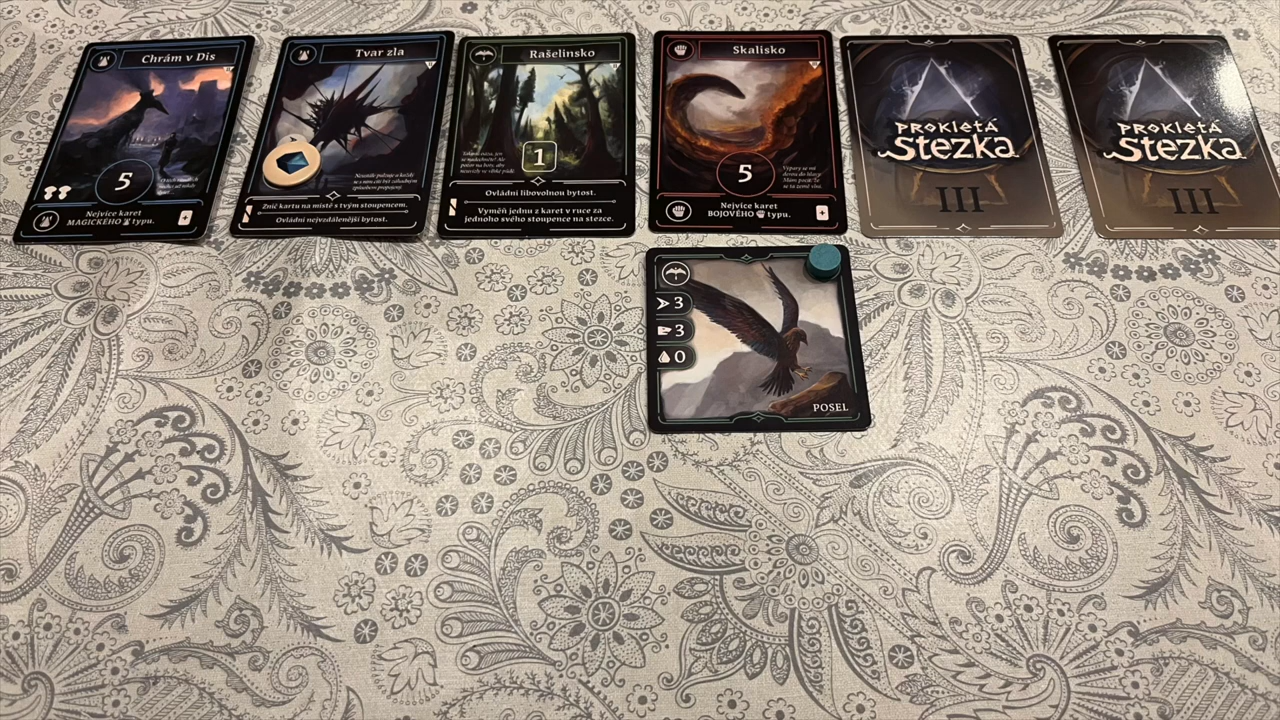 Chrám v Dis
5
Nejvíce karet
MAGICKÉHO typu.
Tvar zla
Znič kartu na místě s tvým stoupencem.
Ovládni nejvzdálenější bytost.
Rašelinsko
1
Ovládni libovolnou bytost.
Vyměň jednu z karet v ruce za
jednoho svého stoupence na stezce.
Skalisko
5
Nejvíce karet
BOJOVÉHO typu.
PROKLETÁ
Stezka
III
PROKLETÁ
Stezka
III
3
3
0
POSEL